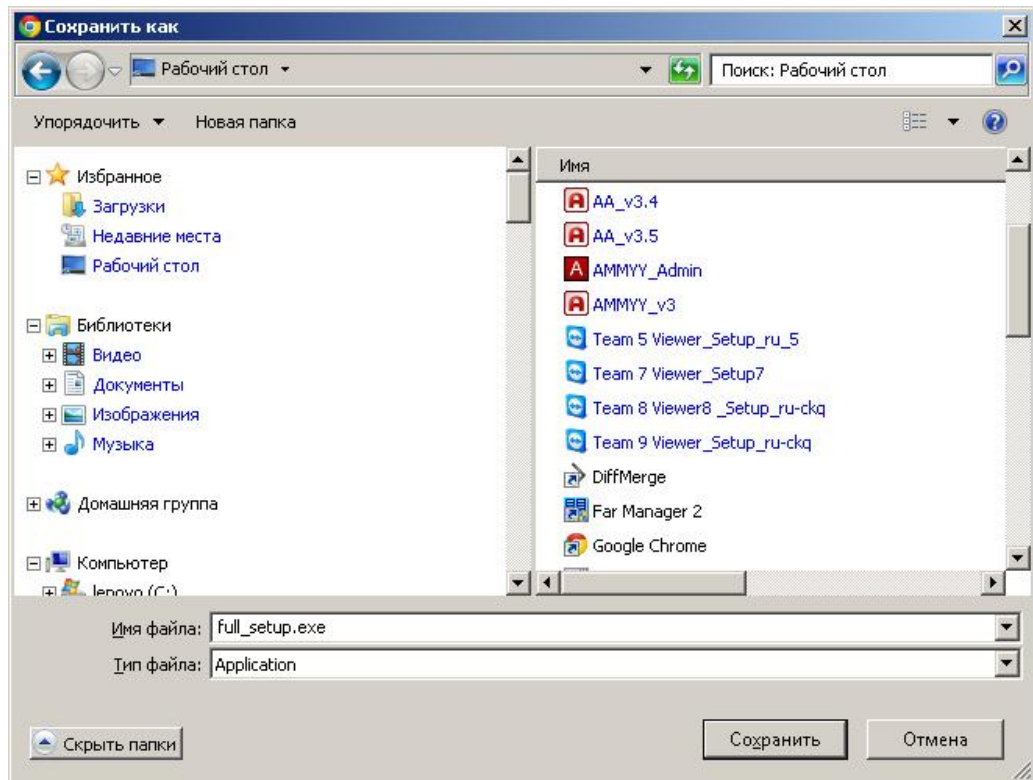 Сохранить как
Рабочий стол
Поиск: Рабочий стол
Упорядочить
Новая папка
Избранное
Загрузки
Недавние места
Рабочий стол
Библиотеки
Видео
Документы
Изображения
Музыка
Домашняя группа
Компьютер
lenovo (C:)
Имя
AA_v3.4
AA_v3.5
AMMYY_Admin
AMMYY_v3
Team 5 Viewer_Setup_ru_5
Team 7 Viewer_Setup7
Team 8 Viewer8 _Setup_ru-ckq
Team 9 Viewer_Setup_ru-ckq
DiffMerge
Far Manager 2
Google Chrome
Имя файла: full_setup.exe
Тип файла: Application
Скрыть папки
Сохранить
Отмена